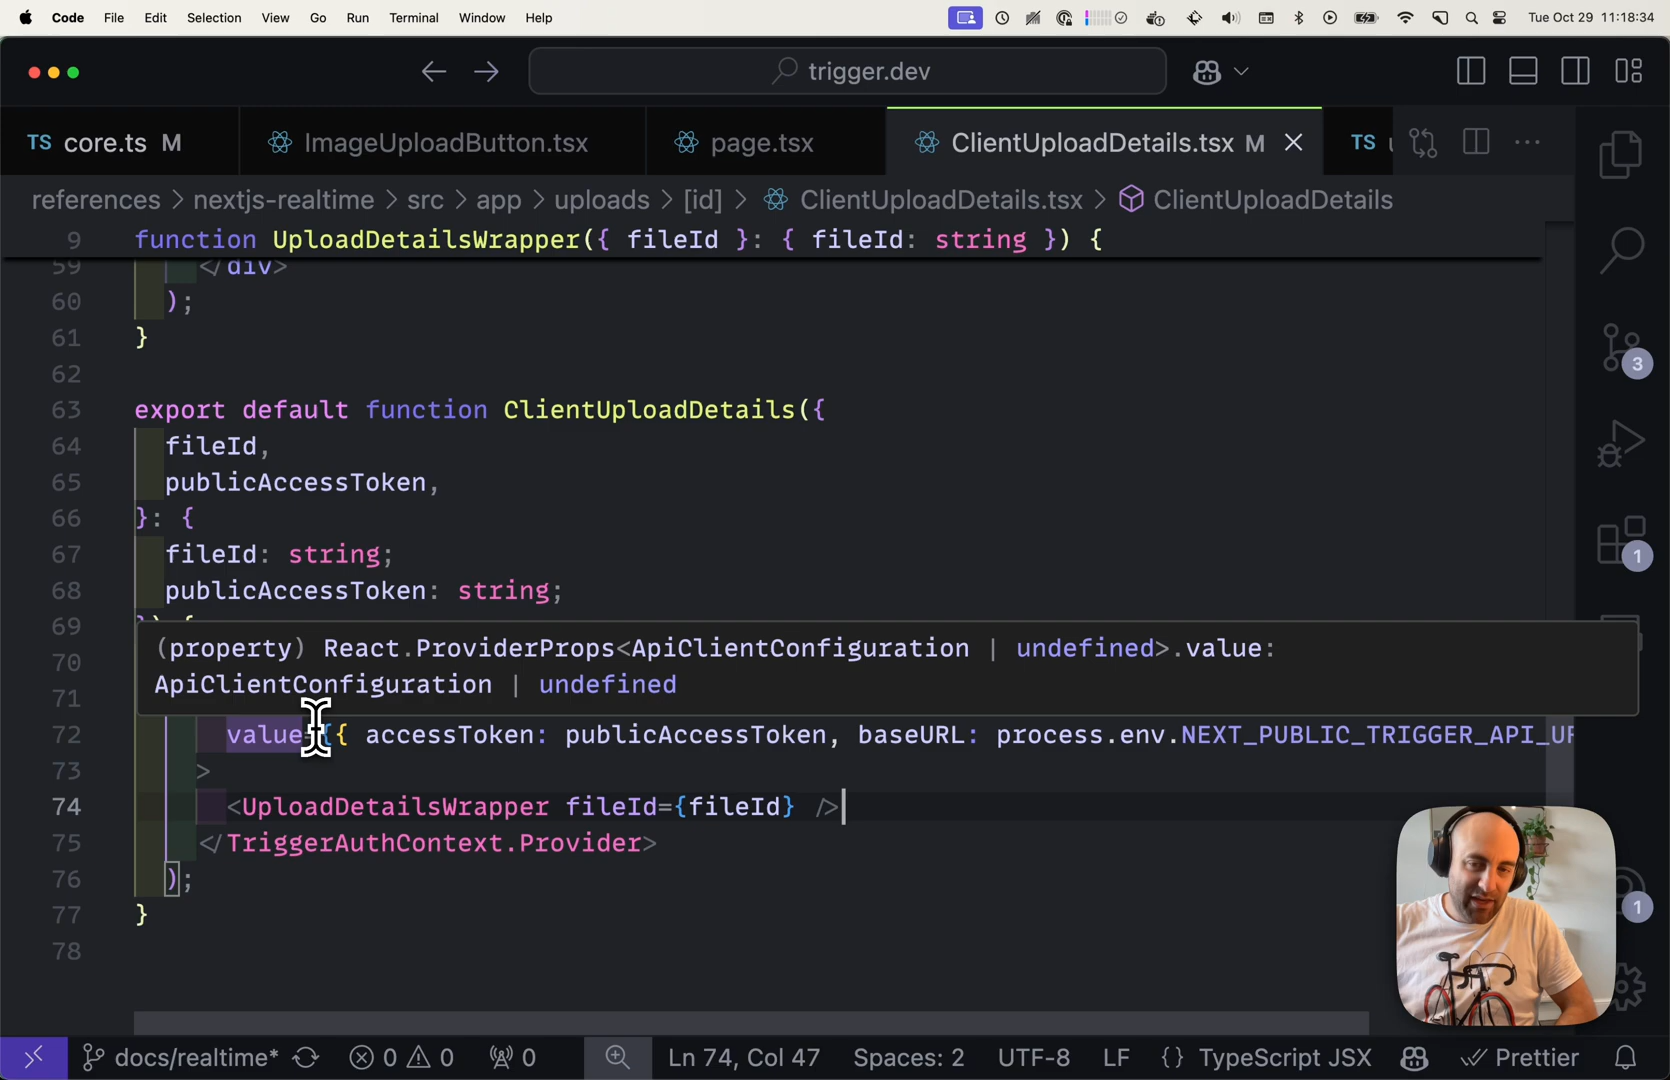 Code File Edit Selection View Go Run Terminal Window Help Tue Oct 29 11:18:34
trigger.dev
TS core.ts M ImageUploadButton.tsx page.tsx ClientUploadDetails.tsx M TS
references > nextjs-realtime > src > app > uploads > [id] > ClientUploadDetails.tsx > ClientUploadDetails
9 function UploadDetailsWrapper({ fileId }: { fileId: string }) {
59 </div>
60 );
61 }
62
63 export default function ClientUploadDetails({
64 fileId,
65 publicAccessToken,
66 }: {
67 fileId: string;
68 publicAccessToken: string;
69
(property) React.ProviderProps<ApiClientConfiguration | undefined>.value:
70
ApiClientConfiguration | undefined
71
72 value={{ accessToken: publicAccessToken, baseURL: process.env.NEXT_PUBLIC_TRIGGER_API_UR
73 >
74 <UploadDetailsWrapper fileId={fileId} />
75 </TriggerAuthContext.Provider>
76 );
77 }
78
3
1
1
docs/realtime* 0 0 0 Ln 74, Col 47 Spaces: 2 UTF-8 LF {} TypeScript JSX Prettier